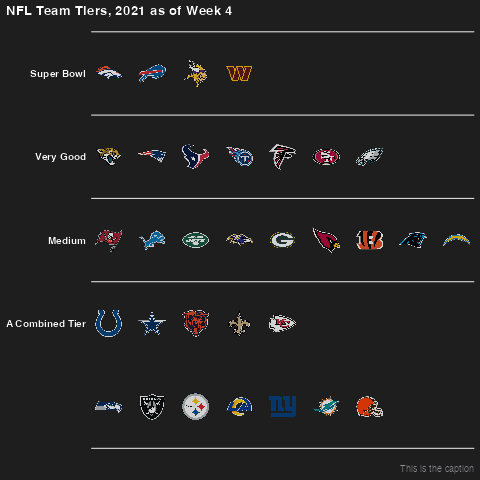 NFL Team Tiers, 2021 as of Week 4
Super Bowl
Very Good
Medium
A Combined Tier
This is the caption